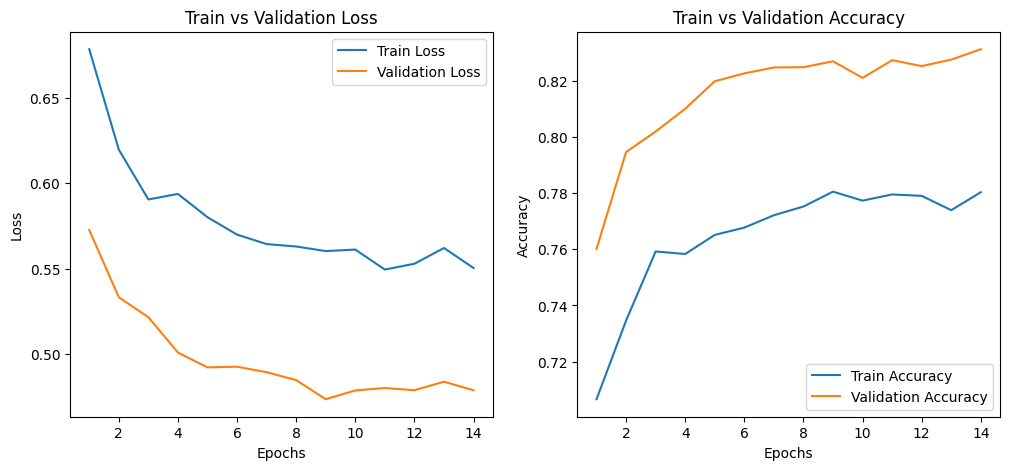 Train vs Validation Loss
Train Loss
Validation Loss
0.65
0.60
0.55
0.50
Loss
2 4 6 8 10 12 14
Epochs
Train vs Validation Accuracy
0.82
0.80
0.78
0.76
0.74
0.72
Accuracy
Train Accuracy
Validation Accuracy
2 4 6 8 10 12 14
Epochs